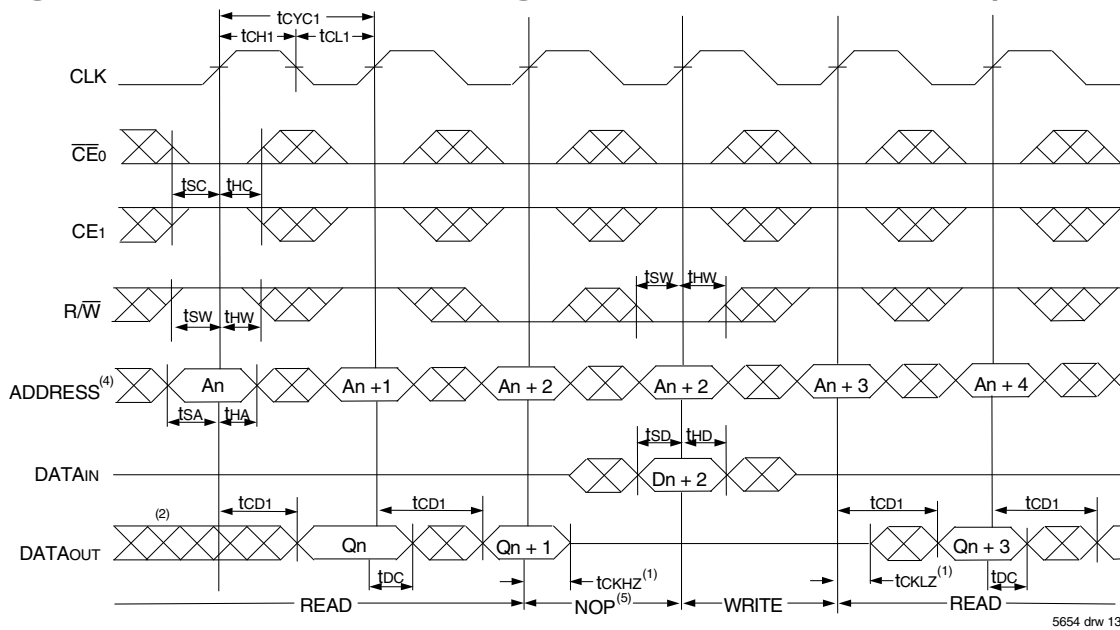 tCYC1
tCH1 tCL1
CLK
CE0
tSC tHC
CE1
tSW tHW
R/W
tSW tHW
ADDRESS(4) An An + 1 An + 2 An + 2 An + 3 An + 4
tSA tHA
tSD tHD
DATAIN Dn + 2
tCD1 tCD1 tCD1 tCD1
(2)
DATAOUT Qn Qn + 1 Qn + 3
tDC tCKHZ(1) tCKLZ(1) tDC
READ NOP(5) WRITE READ
5654 drw 13